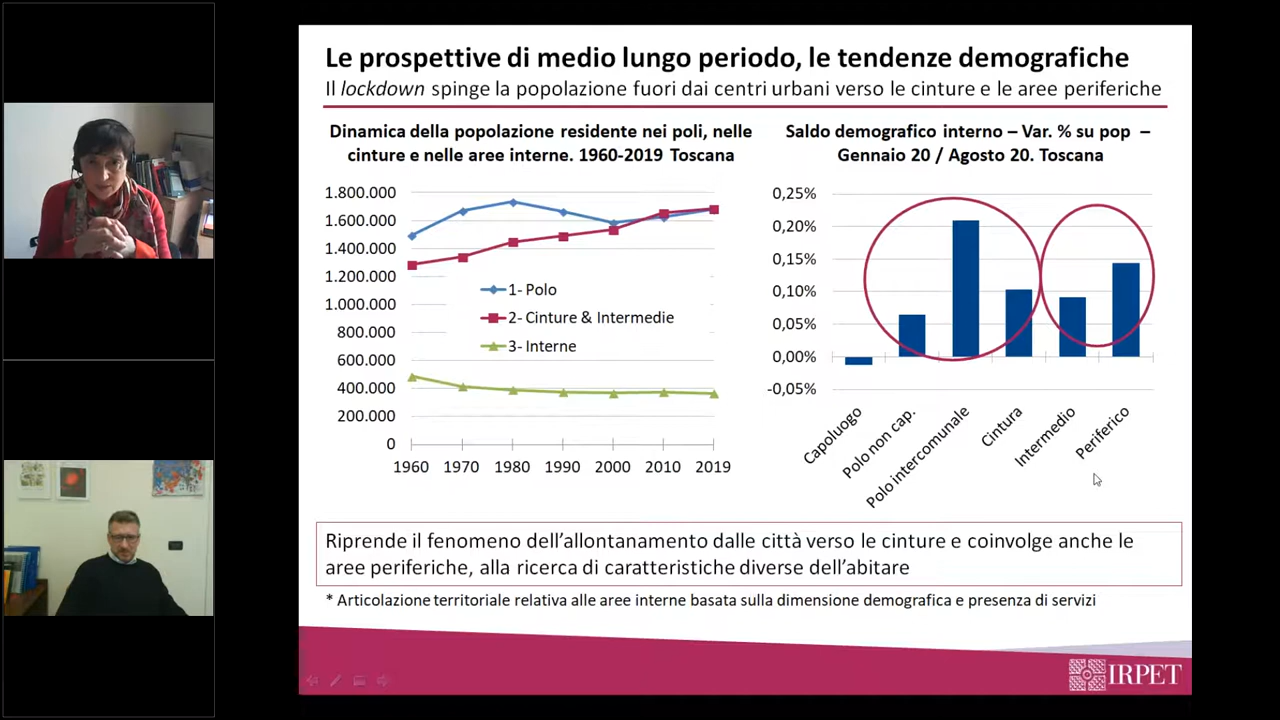 Le prospettive di medio lungo periodo, le tendenze demografiche
Il lockdown spinge la popolazione fuori dai centri urbani verso le cinture e le aree periferiche
Dinamica della popolazione residente nei poli, nelle
cinture e nelle aree interne. 1960-2019 Toscana
1.800.000
1.600.000
1.400.000
1.200.000
1.000.000
800.000
600.000
400.000
200.000
0
1- Polo
2- Cinture & Intermedie
3- Interne
1960 1970 1980 1990 2000 2010 2019
Saldo demografico interno – Var. % su pop –
Gennaio 20 / Agosto 20. Toscana
0,25%
0,20%
0,15%
0,10%
0,05%
0,00%
-0,05%
Capoluogo
Polo non cap.
Polo intercomunale
Cintura
Intermedio
Periferico
Riprende il fenomeno dell’allontanamento dalle città verso le cinture e coinvolge anche le
aree periferiche, alla ricerca di caratteristiche diverse dell’abitare
* Articolazione territoriale relativa alle aree interne basata sulla dimensione demografica e presenza di servizi
IRPET